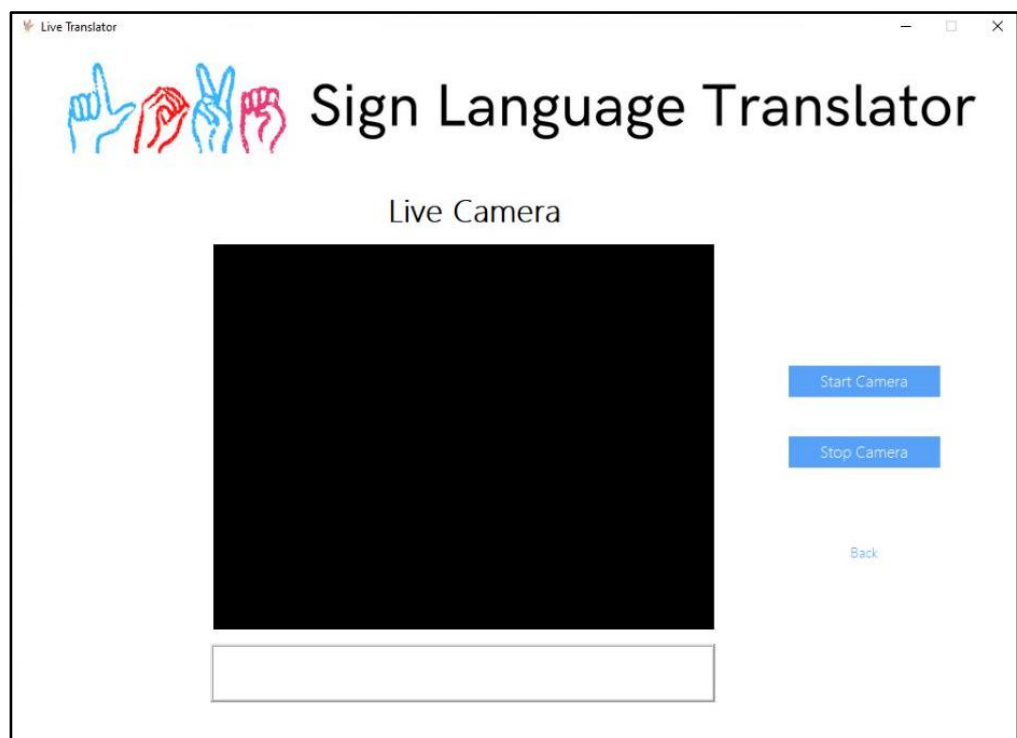 Live Translator
Sign Language Translator
Live Camera
Start Camera
Stop Camera
Back